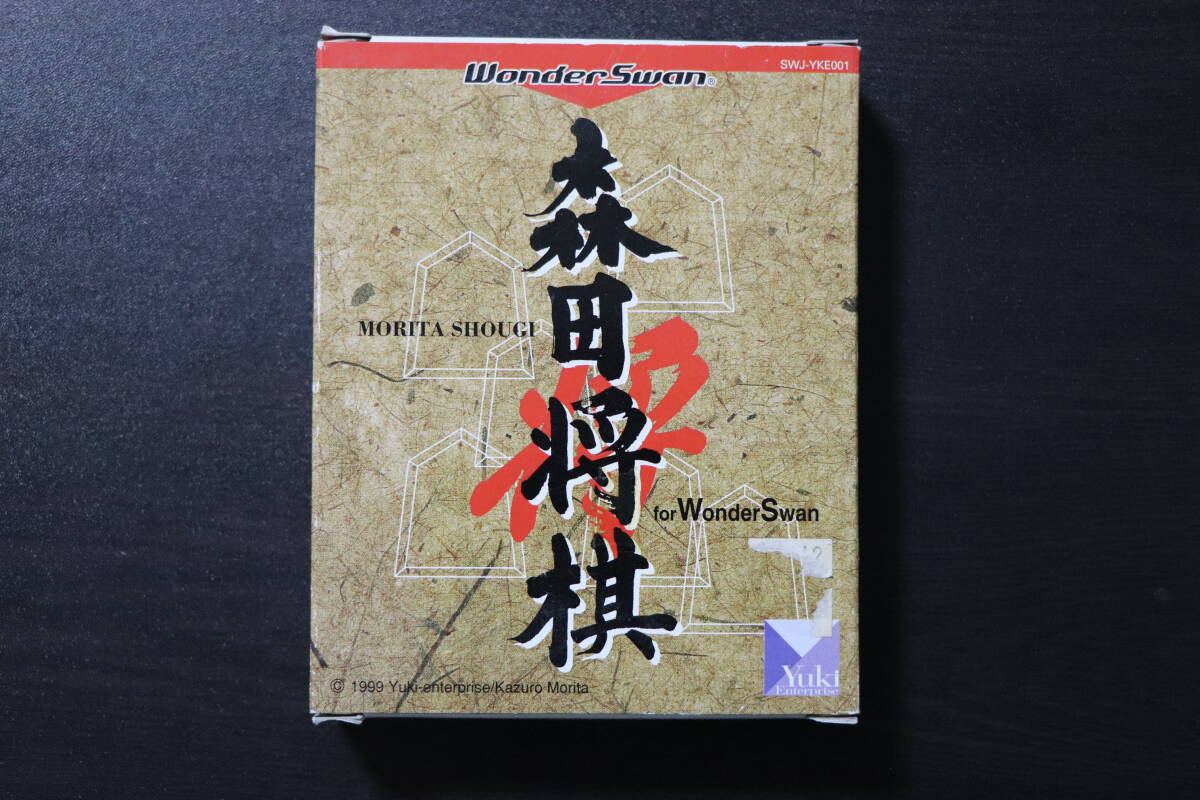 WonderSwan®
SWJ-YKE001
森田将棋
MORITA SHOUGI
for WonderSwan
Yuki
Enterprise
© 1999 Yuki-enterprise/Kazuro Morita